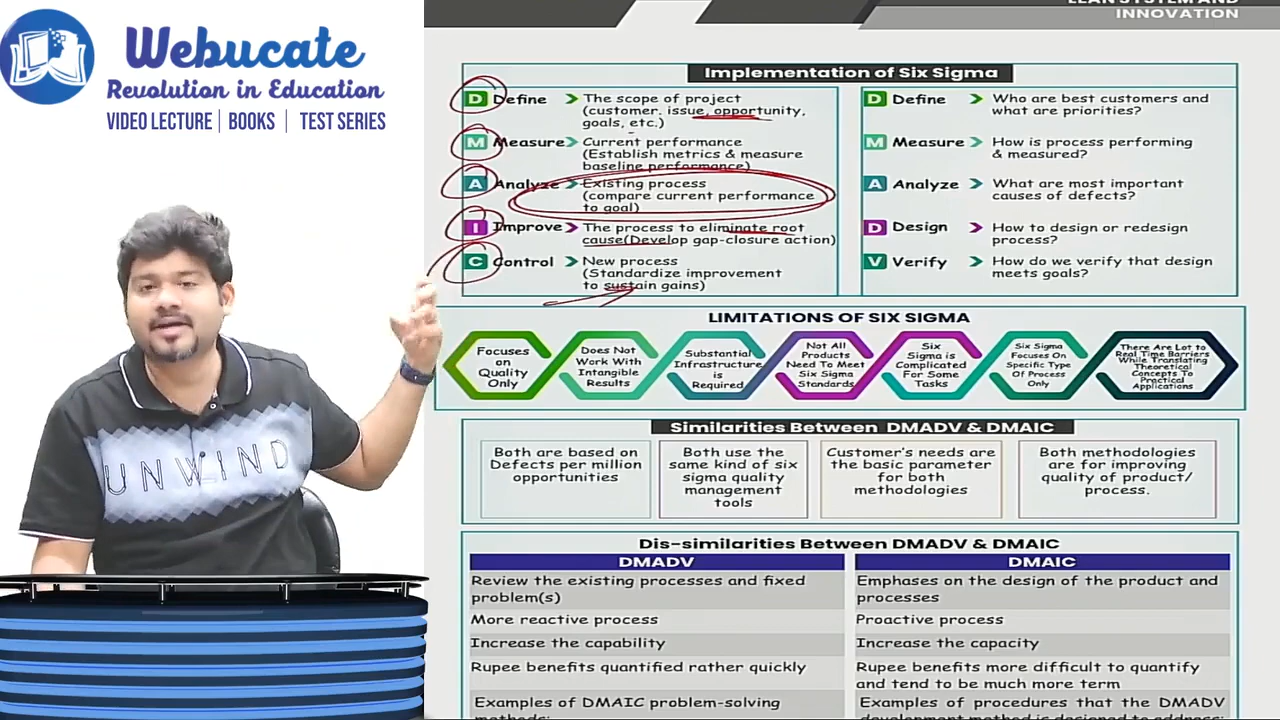 Webucate
Revolution in Education
VIDEO LECTURE | BOOKS | TEST SERIES
LEAN SYSTEM AND
INNOVATION
Implementation of Six Sigma
D Define
The scope of project
(customer, issue, opportunity,
goals, etc.)
M Measure
Current performance
(Establish metrics & measure
baseline performance)
A Analyze
Existing process
(compare current performance
to goal)
I Improve
The process to eliminate root
cause(Develop gap-closure action)
C Control
New process
(Standardize improvement
to sustain gains)
D Define
Who are best customers and
what are priorities?
M Measure
How is process performing
& measured?
A Analyze
What are most important
causes of defects?
D Design
How to design or redesign
process?
V Verify
How do we verify that design
meets goals?
LIMITATIONS OF SIX SIGMA
Focuses
on
Quality
Only
Does Not
Work With
Intangible
Results
Substantial
Infrastructure
is
Required
Not All
Products
Need To Meet
Six Sigma
Standards
Six
Sigma is
Complicated
For Some
Tasks
Six Sigma
Focuses On
Specific Type
Of Process
Only
There Are Lot to
Real Time Barriers
While Translating
Theoretical
Concepts To
Practical
Applications
Similarities Between DMADV & DMAIC
Both are based on
Defects per million
opportunities
Both use the
same kind of six
sigma quality
management
tools
Customer's needs are
the basic parameter
for both
methodologies
Both methodologies
are for improving
quality of product/
process.
Dis-similarities Between DMADV & DMAIC
DMADV
DMAIC
Review the existing processes and fixed
problem(s)
Emphases on the design of the product and
processes
More reactive process
Proactive process
Increase the capability
Increase the capacity
Rupee benefits quantified rather quickly
Rupee benefits more difficult to quantify
and tend to be much more term
Examples of DMAIC problem-solving
methods:
Examples of procedures that the DMADV
development method is designed to address:
UNWIND